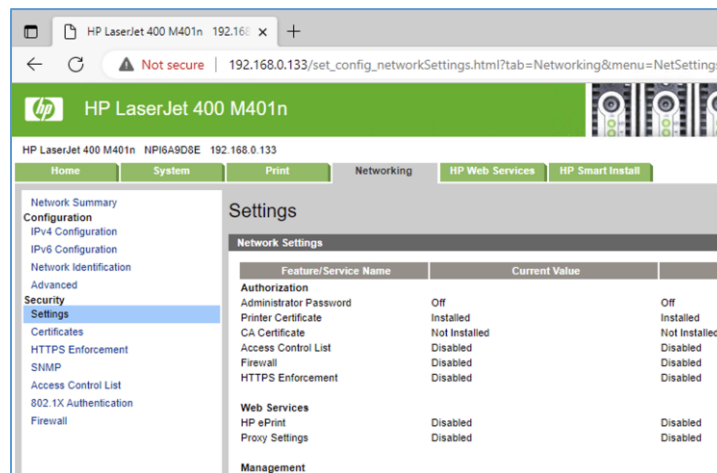 HP LaserJet 400 M401n 192.168
Not secure 192.168.0.133/set_config_networkSettings.html?tab=Networking&menu=NetSetting
hp HP LaserJet 400 M401n
HP LaserJet 400 M401n NPI6A9D8E 192.168.0.133
Home System Print Networking HP Web Services HP Smart Install
Network Summary
Configuration
IPv4 Configuration
IPv6 Configuration
Network Identification
Advanced
Security
Settings
Certificates
HTTPS Enforcement
SNMP
Access Control List
802.1X Authentication
Firewall
Settings
Network Settings
Feature/Service Name Current Value
Authorization
Administrator Password Off Off
Printer Certificate Installed Installed
CA Certificate Not Installed Not Installed
Access Control List Disabled Disabled
Firewall Disabled Disabled
HTTPS Enforcement Disabled Disabled
Web Services
HP ePrint Disabled Disabled
Proxy Settings Disabled Disabled
Management